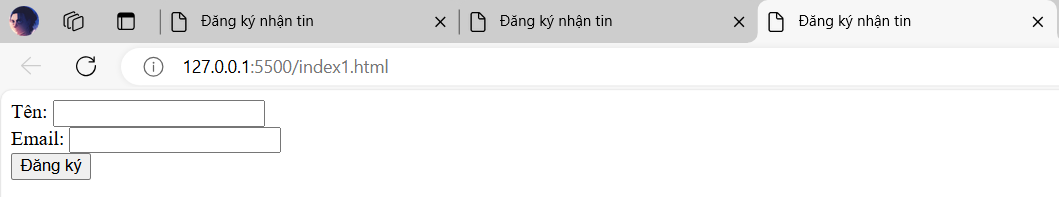 Đăng ký nhận tin
Đăng ký nhận tin
Đăng ký nhận tin
127.0.0.1:5500/index1.html
Tên:
Email:
Đăng ký